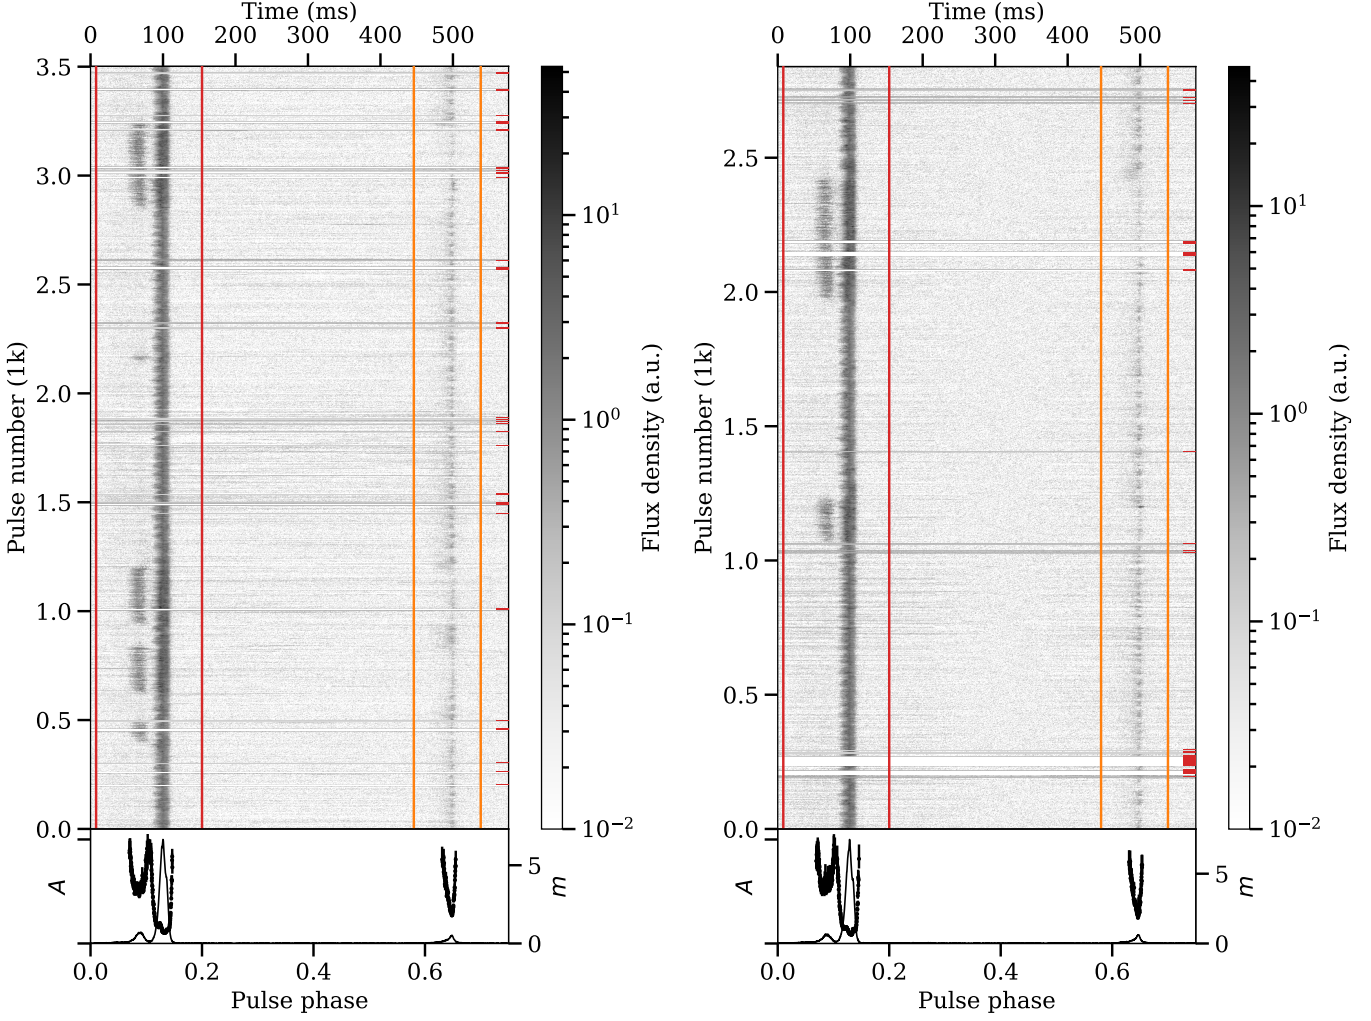 Time (ms)
0 100 200 300 400 500
3.5
3.0
2.5
2.0
1.5
1.0
0.5
0.0
Pulse number (1k)
10¹
10⁰
10⁻¹
10⁻²
Flux density (a.u.)
A
5
0
m
0.0 0.2 0.4 0.6
Pulse phase
Time (ms)
0 100 200 300 400 500
2.5
2.0
1.5
1.0
0.5
0.0
Pulse number (1k)
10¹
10⁰
10⁻¹
10⁻²
Flux density (a.u.)
A
5
0
m
0.0 0.2 0.4 0.6
Pulse phase